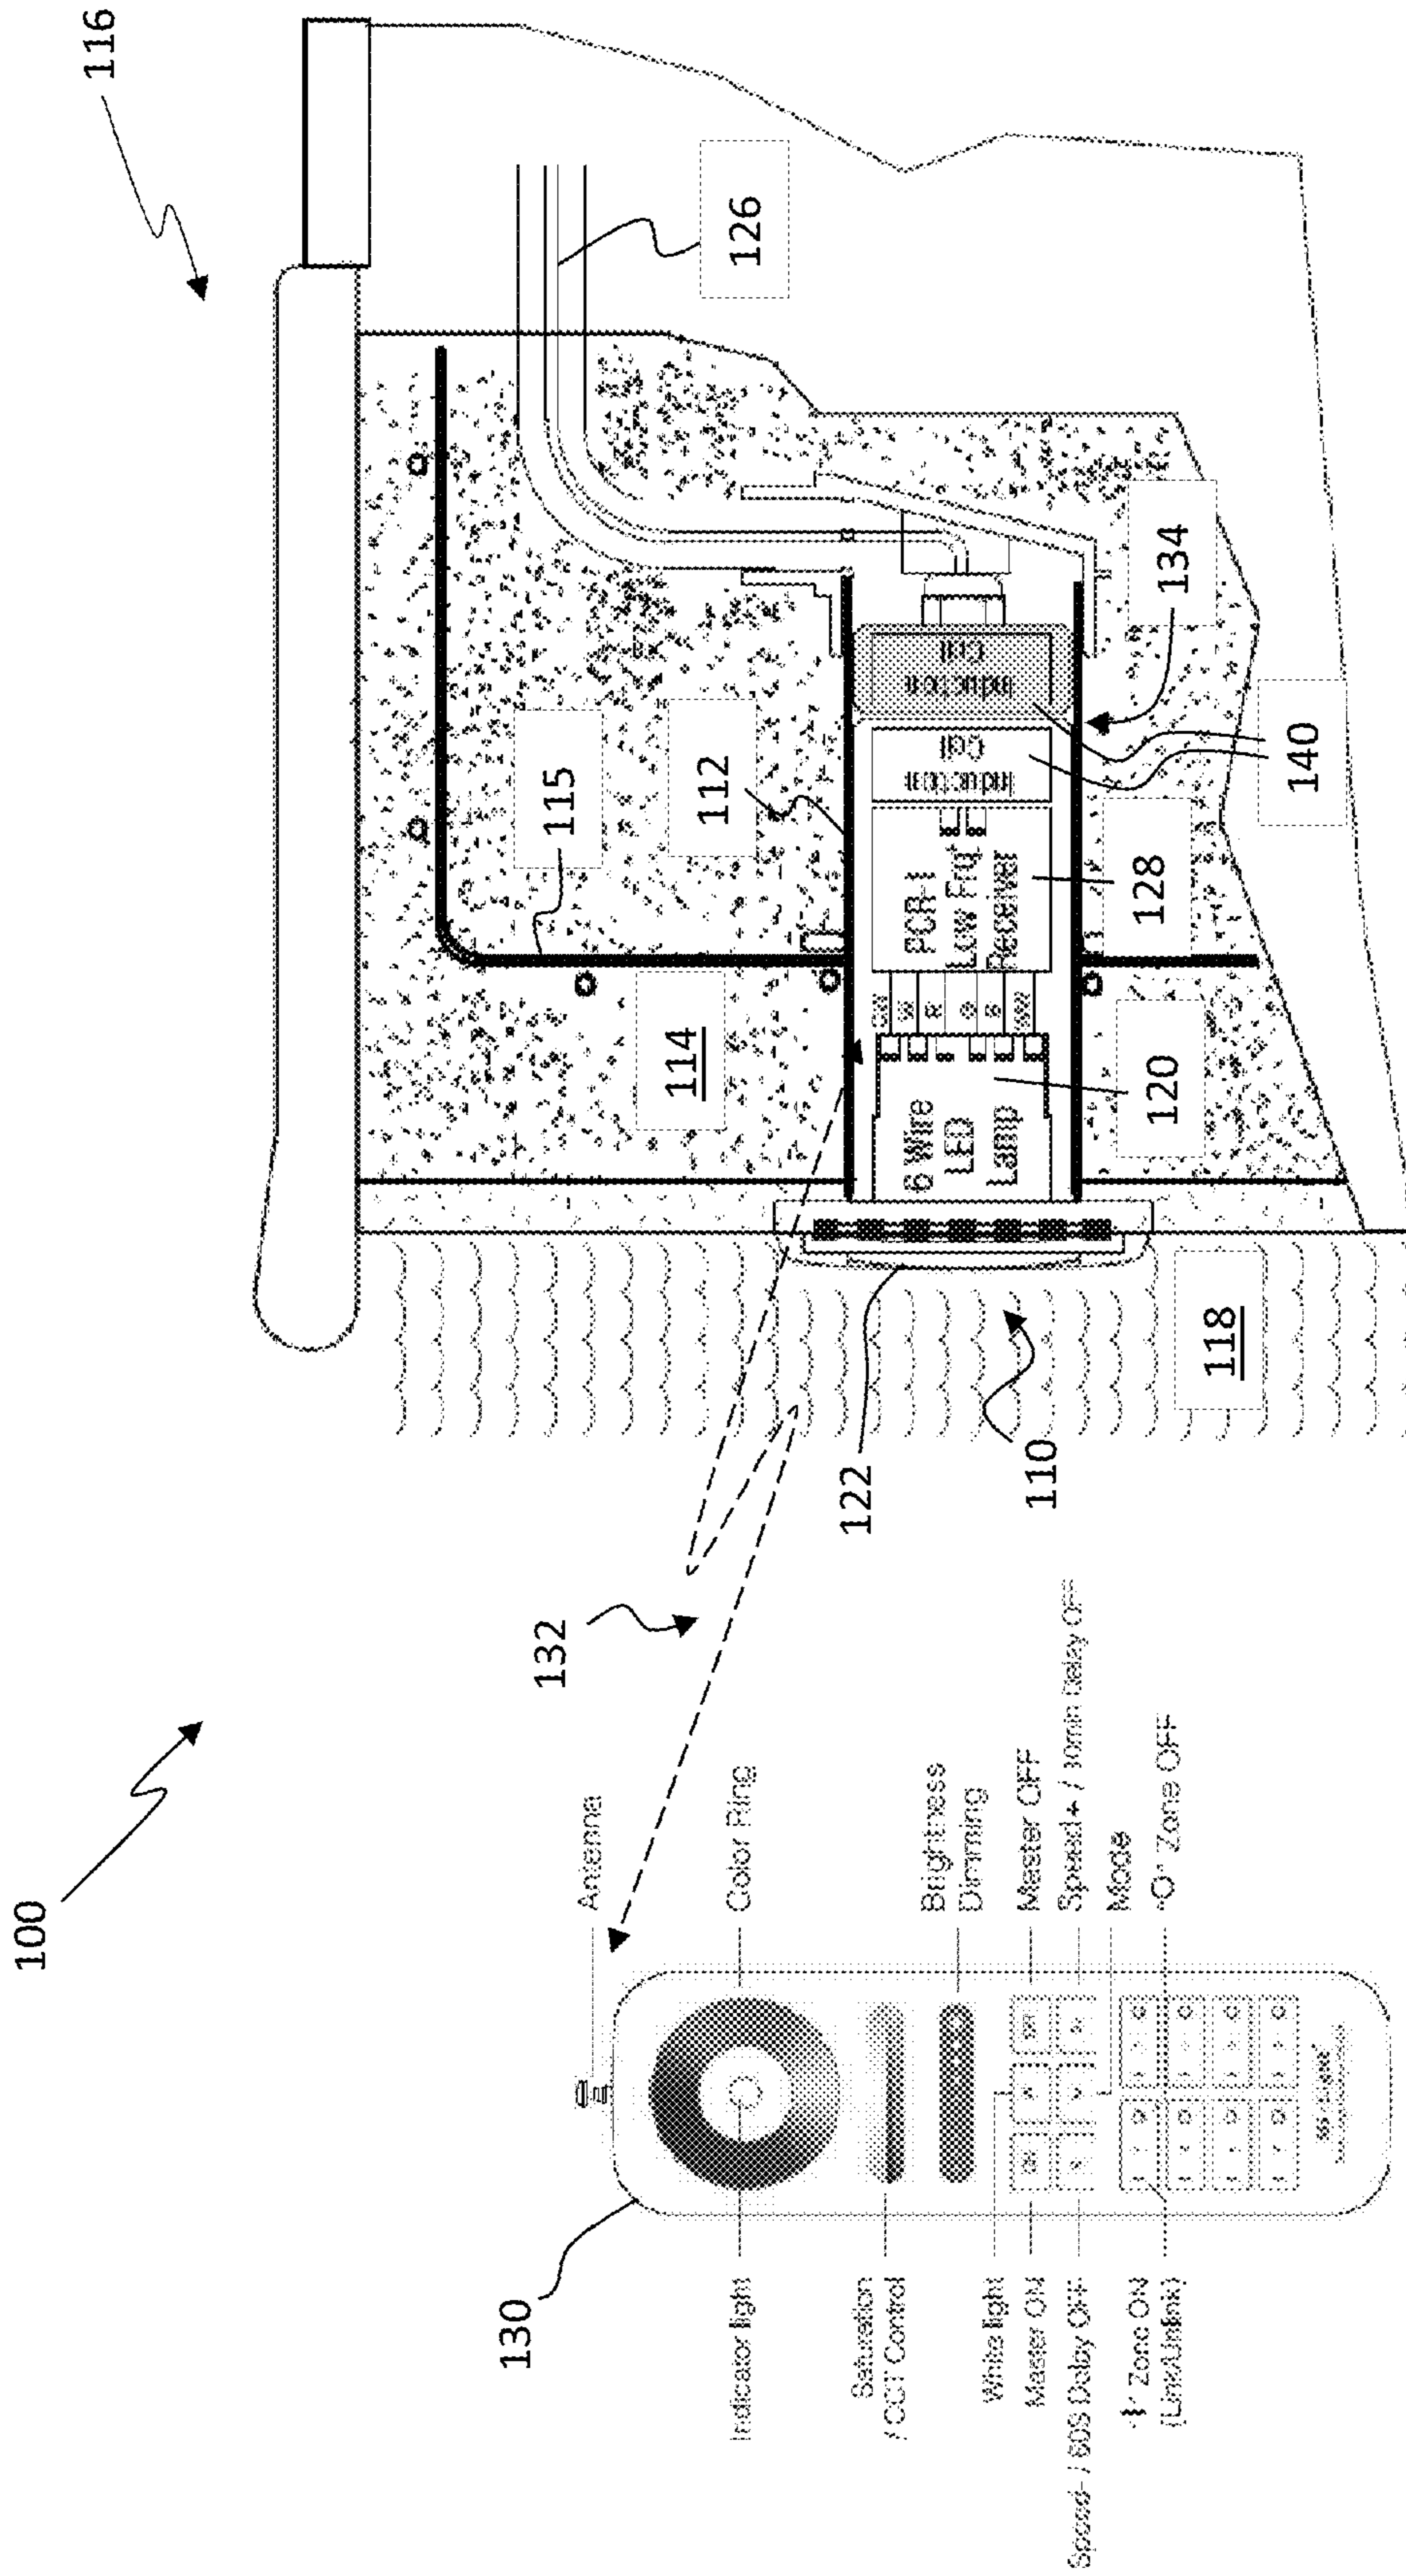 100
116
130
132
Antenna
Color Ring
Indicator light
Saturation
/ CCT Control
Brightness
Dimming
White light
Master ON
Master OFF
Speed- / 60S Delay OFF
Speed+ / 30min Delay OFF
Mode
"I" Zone ON
(Link/Unlink)
"O" Zone OFF
126
115
112
114
122
110
118
6 Wire
LED
Lamp
PCR-1
Low Frq
Receiver
Induction
Coil
Induction
Coil
120
128
134
140